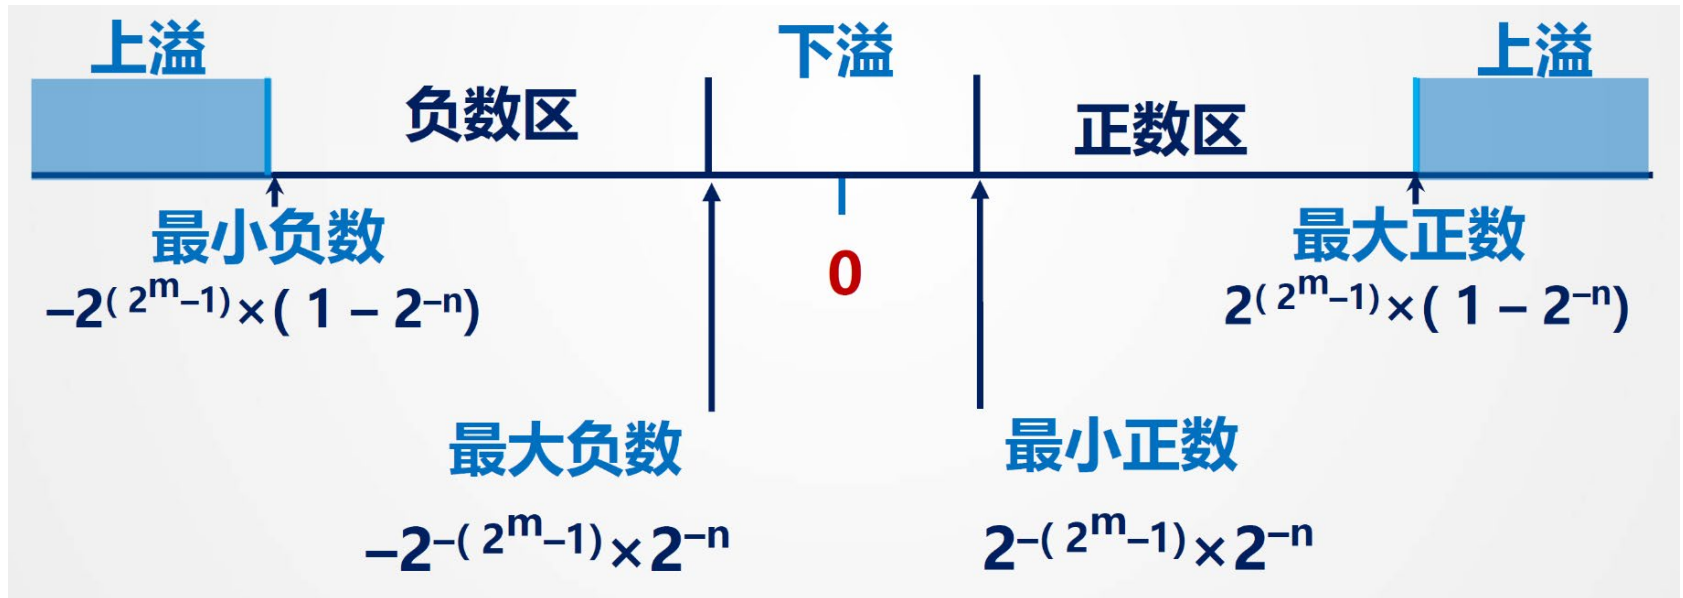 上溢 下溢 上溢
负数区 正数区
最小负数 0 最大正数
–2^( 2^m–1)×( 1 – 2^–n) 2^( 2^m–1)×( 1 – 2^–n)
最大负数 最小正数
–2^–( 2^m–1)×2^–n 2^–( 2^m–1)×2^–n